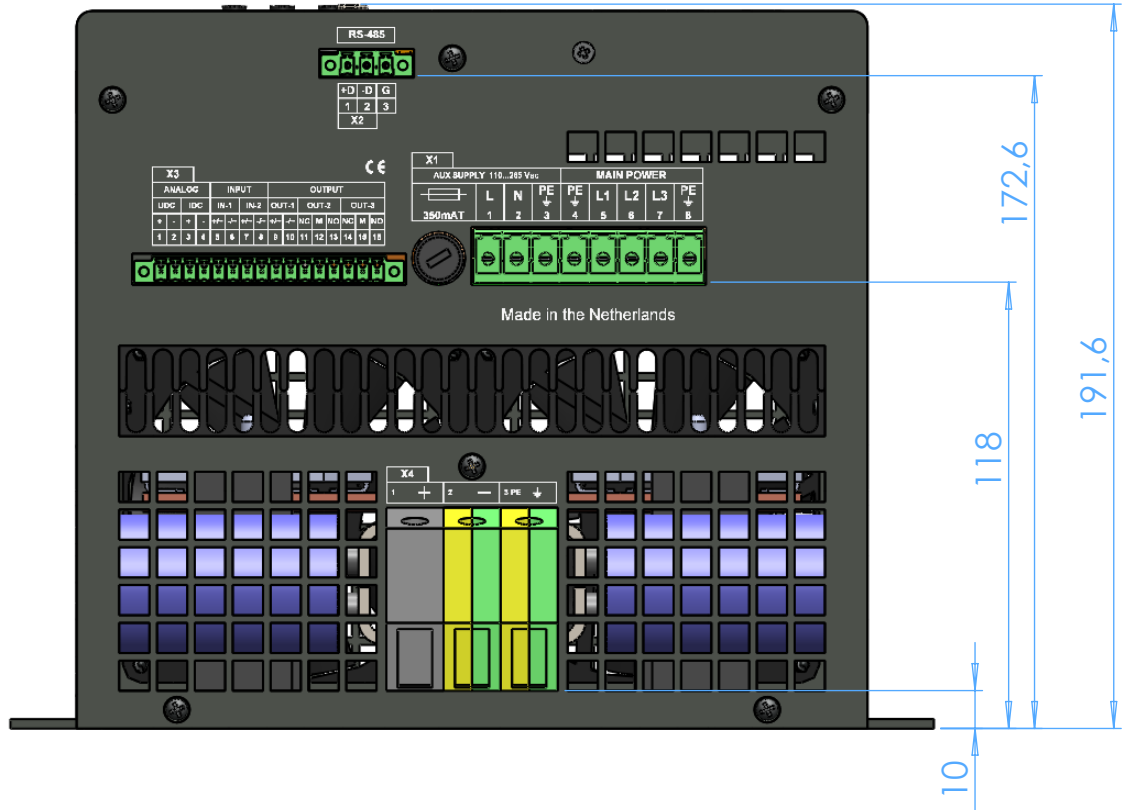 RS-485
+D -D G
1 2 3
X2
X3
CE
ANALOG INPUT OUTPUT
UDC IDC IN-1 IN-2 OUT-1 OUT-2 OUT-3
+ - + - +/~ -/~ +/~ -/~ +/~ -/~ NC M NO NC M NO
1 2 3 4 5 6 7 8 9 10 11 12 13 14 15
X1
AUX SUPPLY 110...265 VAC MAIN POWER
L N PE PE L1 L2 L3 PE
350mAT 1 2 3 4 5 6 7 8
Made in the Netherlands
X4
1 + 2 - 3 PE
172,6
191,6
118
10